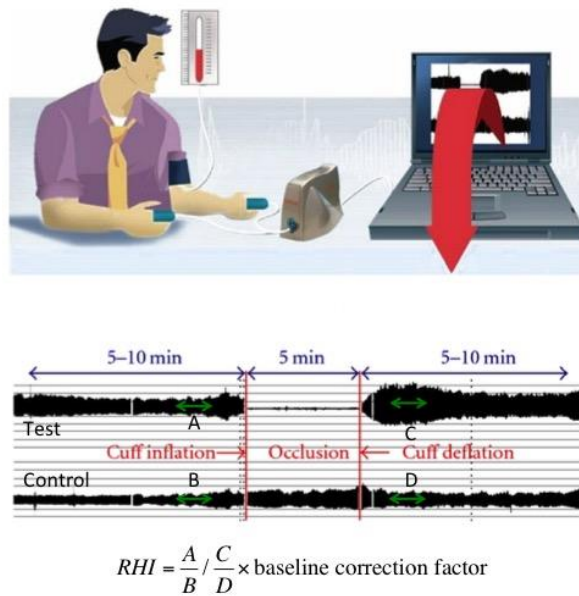 5–10 min 5 min 5–10 min
A C
Test
Cuff inflation Occlusion Cuff deflation
Control B D
RHI = A/B / C/D × baseline correction factor